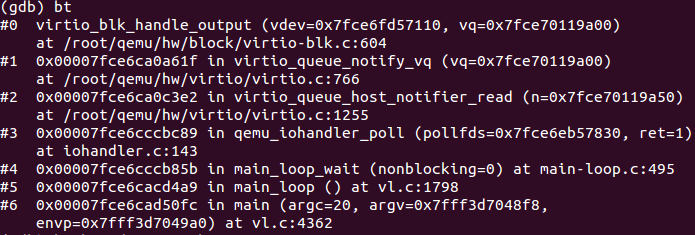 (gdb) bt
#0  virtio_blk_handle_output (vdev=0x7fce6fd57110, vq=0x7fce70119a00)
    at /root/qemu/hw/block/virtio-blk.c:604
#1  0x00007fce6ca0a61f in virtio_queue_notify_vq (vq=0x7fce70119a00)
    at /root/qemu/hw/virtio/virtio.c:766
#2  0x00007fce6ca0c3e2 in virtio_queue_host_notifier_read (n=0x7fce70119a50)
    at /root/qemu/hw/virtio/virtio.c:1255
#3  0x00007fce6cccbc89 in qemu_iohandler_poll (pollfds=0x7fce6eb57830, ret=1)
    at iohandler.c:143
#4  0x00007fce6cccb85b in main_loop_wait (nonblocking=0) at main-loop.c:495
#5  0x00007fce6cacd4a9 in main_loop () at vl.c:1798
#6  0x00007fce6cad50fc in main (argc=20, argv=0x7fff3d7048f8,
    envp=0x7fff3d7049a0) at vl.c:4362